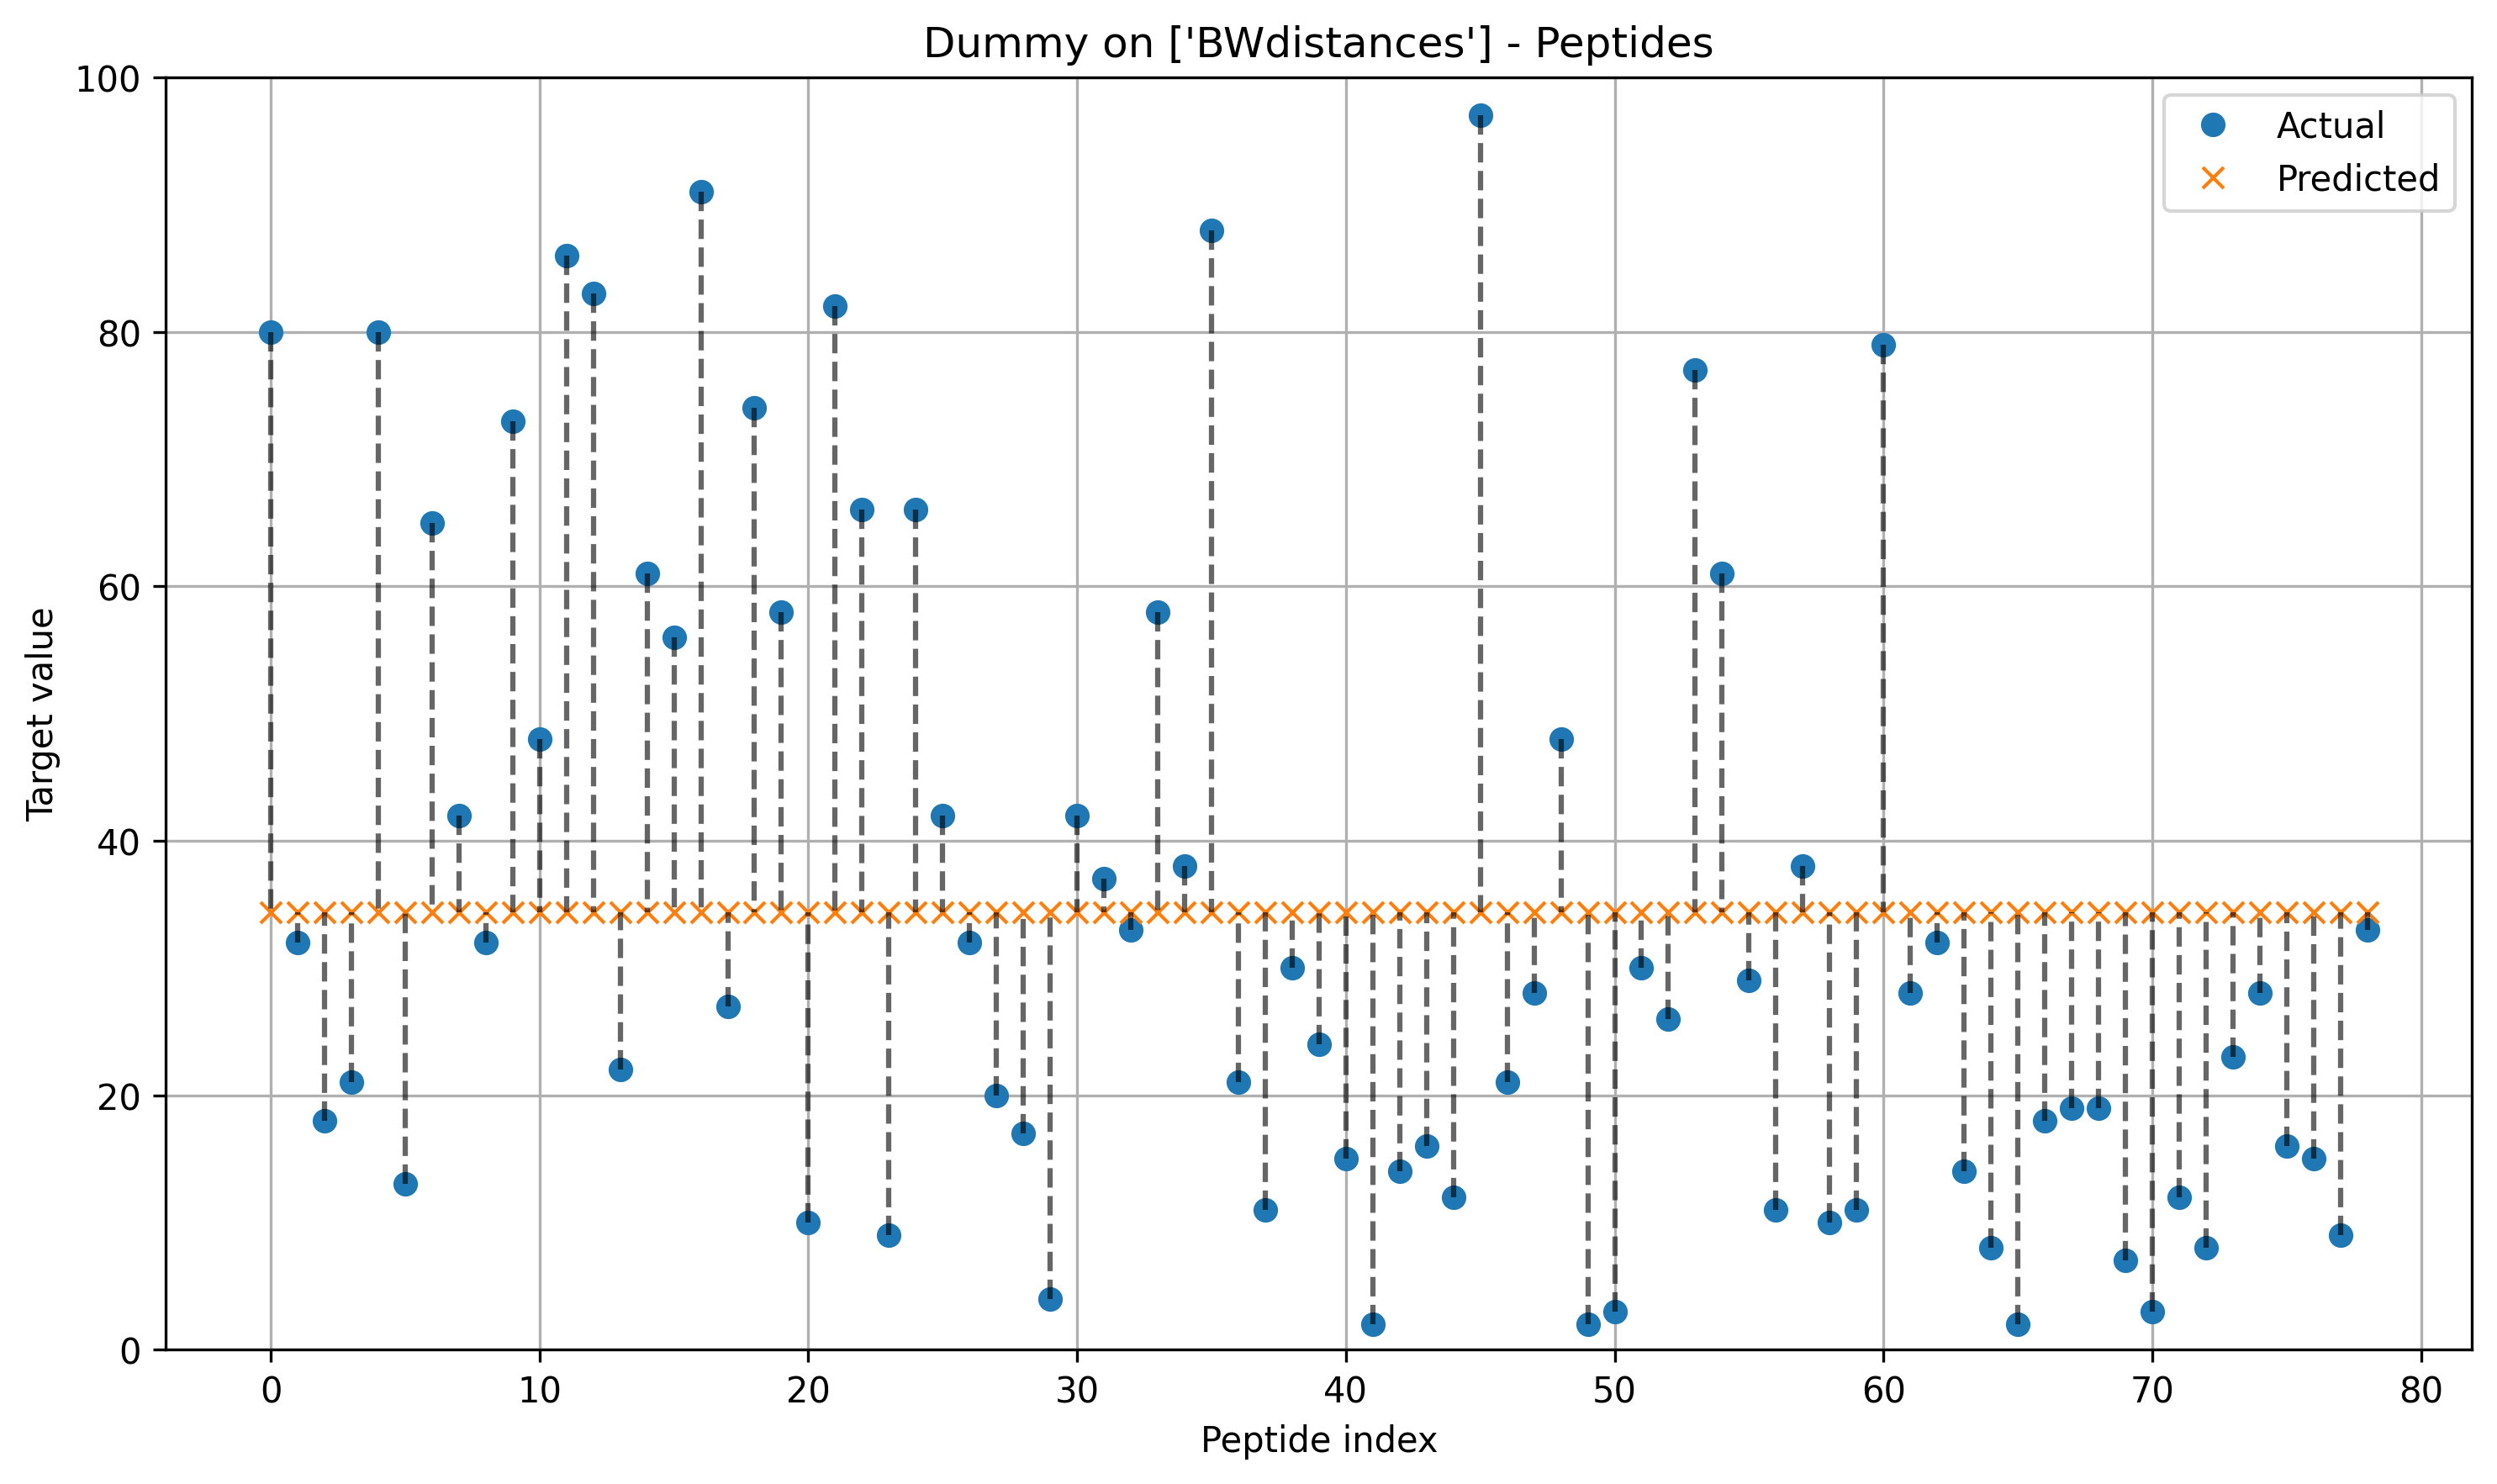 Dummy on ['BWdistances'] - Peptides
100
80
60
40
20
0
Target value
Actual
Predicted
0 10 20 30 40 50 60 70 80
Peptide index